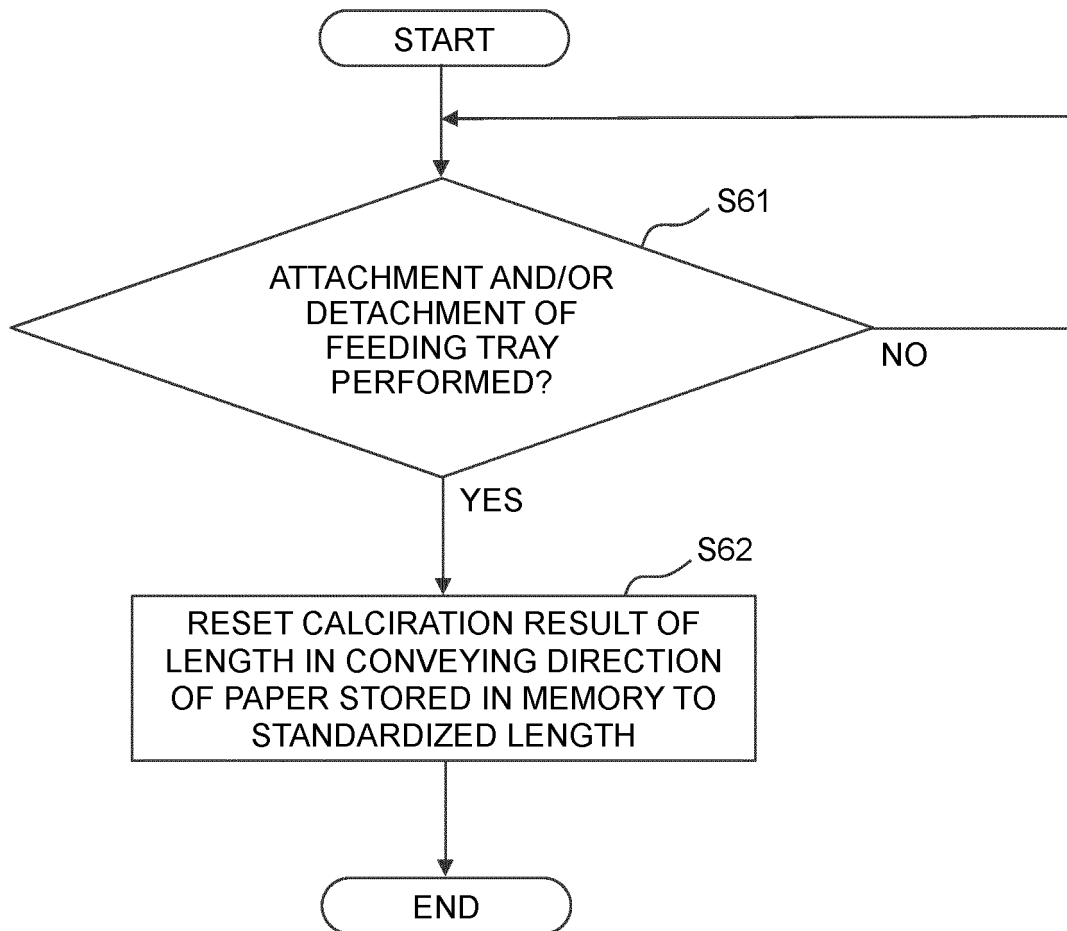 START
S61
ATTACHMENT AND/OR
DETACHMENT OF
FEEDING TRAY
PERFORMED?
NO
YES
S62
RESET CALCIRATION RESULT OF
LENGTH IN CONVEYING DIRECTION
OF PAPER STORED IN MEMORY TO
STANDARDIZED LENGTH
END